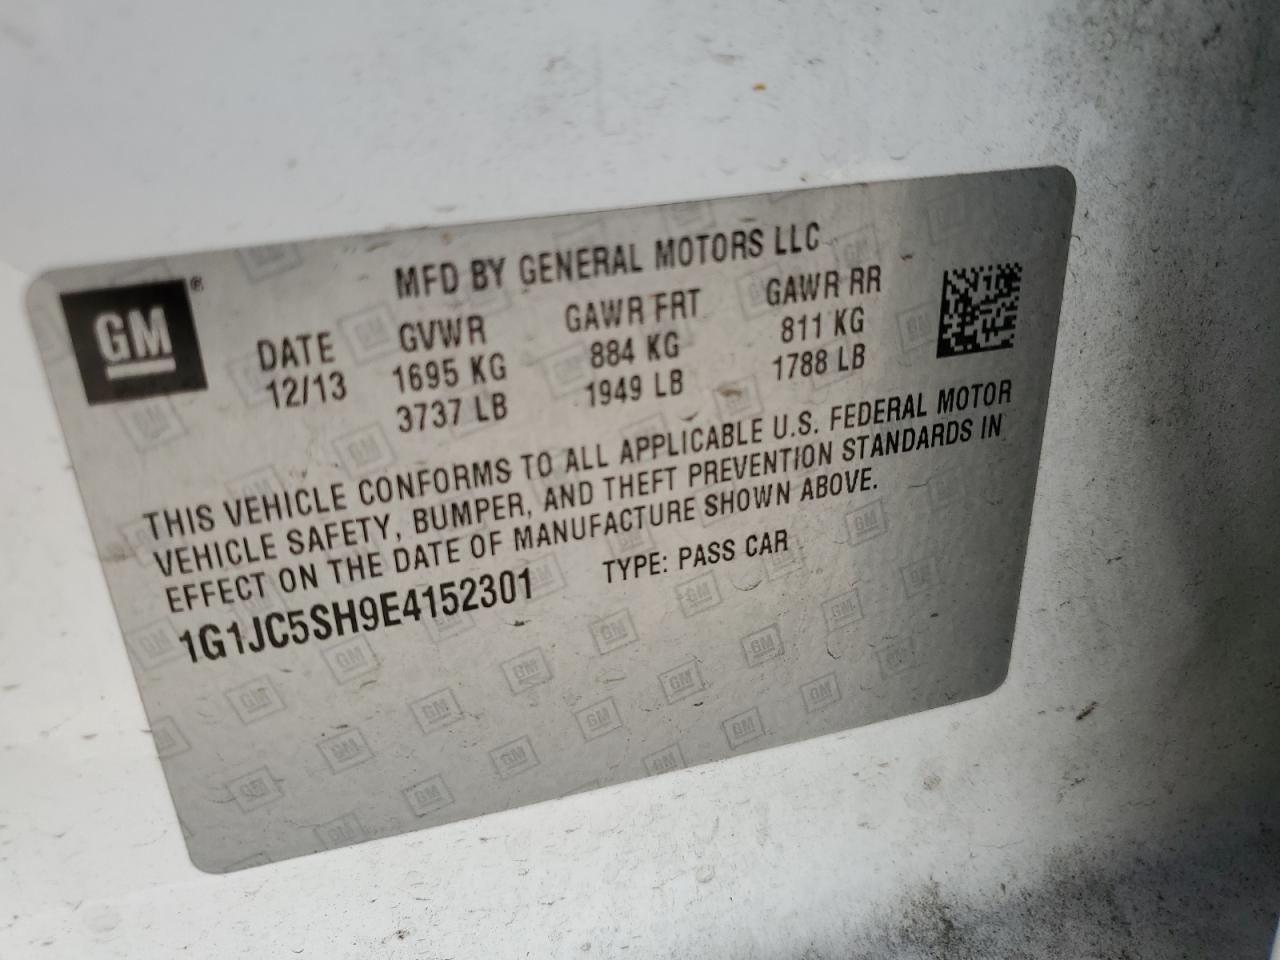 GM®
MFD BY GENERAL MOTORS LLC
DATE GVWR GAWR FRT GAWR RR
12/13 1695 KG 884 KG 811 KG
3737 LB 1949 LB 1788 LB
THIS VEHICLE CONFORMS TO ALL APPLICABLE U.S. FEDERAL MOTOR
VEHICLE SAFETY, BUMPER, AND THEFT PREVENTION STANDARDS IN
EFFECT ON THE DATE OF MANUFACTURE SHOWN ABOVE.
1G1JC5SH9E4152301 TYPE: PASS CAR